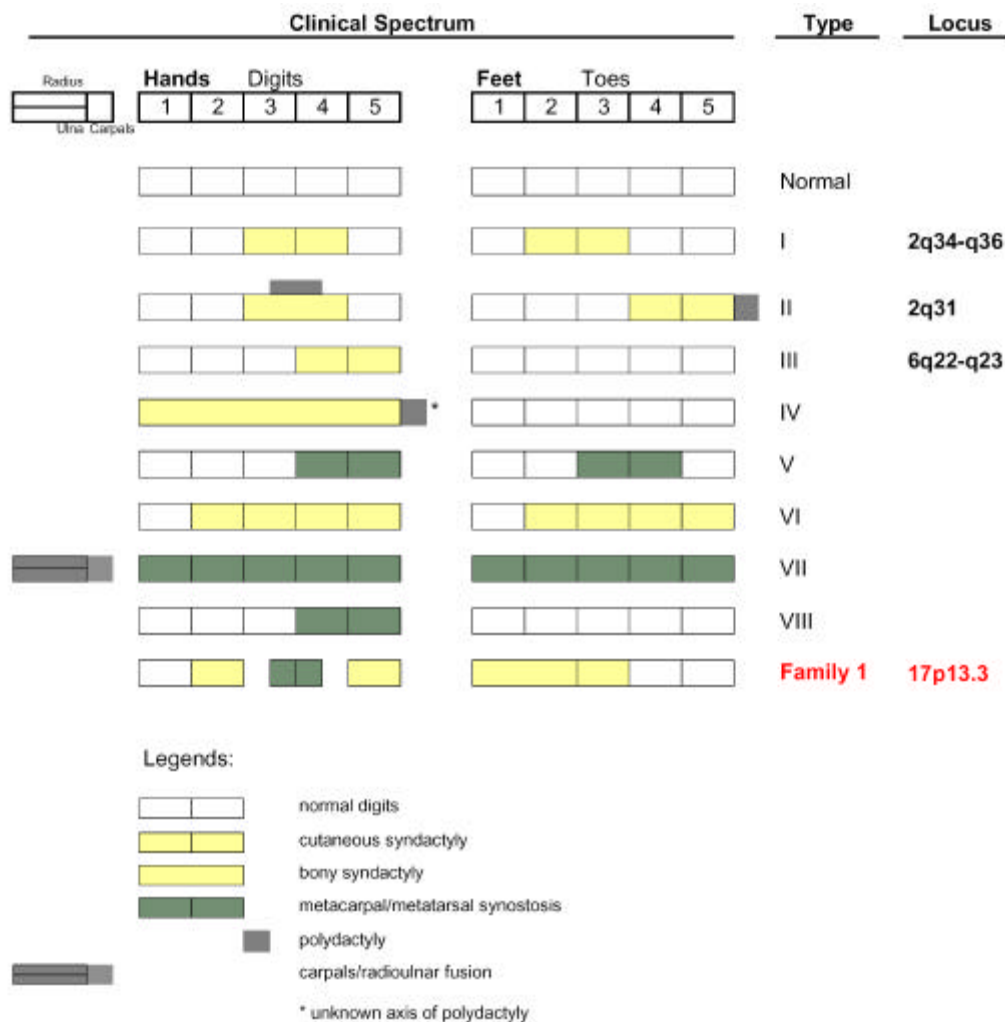 Clinical Spectrum Type Locus
Radius Hands Digits Feet Toes
1 2 3 4 5 1 2 3 4 5
Ulna Carpals
Normal
I 2q34-q36
II 2q31
III 6q22-q23
* IV
V
VI
VII
VIII
Family 1 17p13.3
Legends:
normal digits
cutaneous syndactyly
bony syndactyly
metacarpal/metatarsal synostosis
polydactyly
carpals/radioulnar fusion
* unknown axis of polydactyly